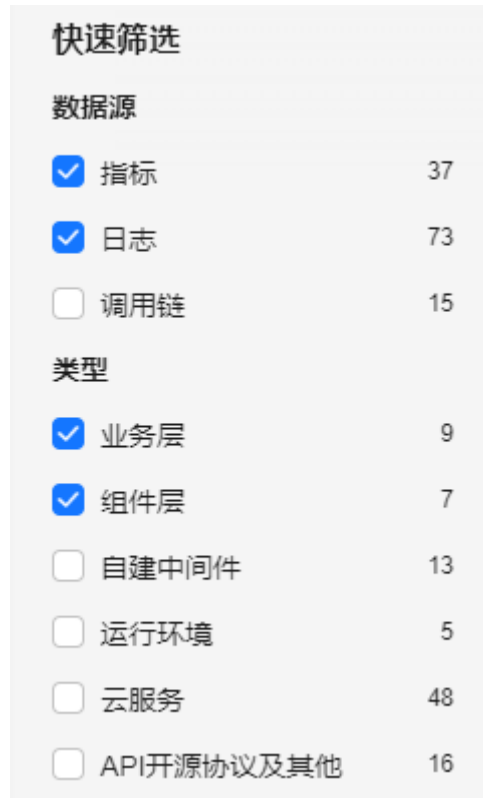 快速筛选
数据源
指标 37
日志 73
调用链 15
类型
业务层 9
组件层 7
自建中间件 13
运行环境 5
云服务 48
API开源协议及其他 16